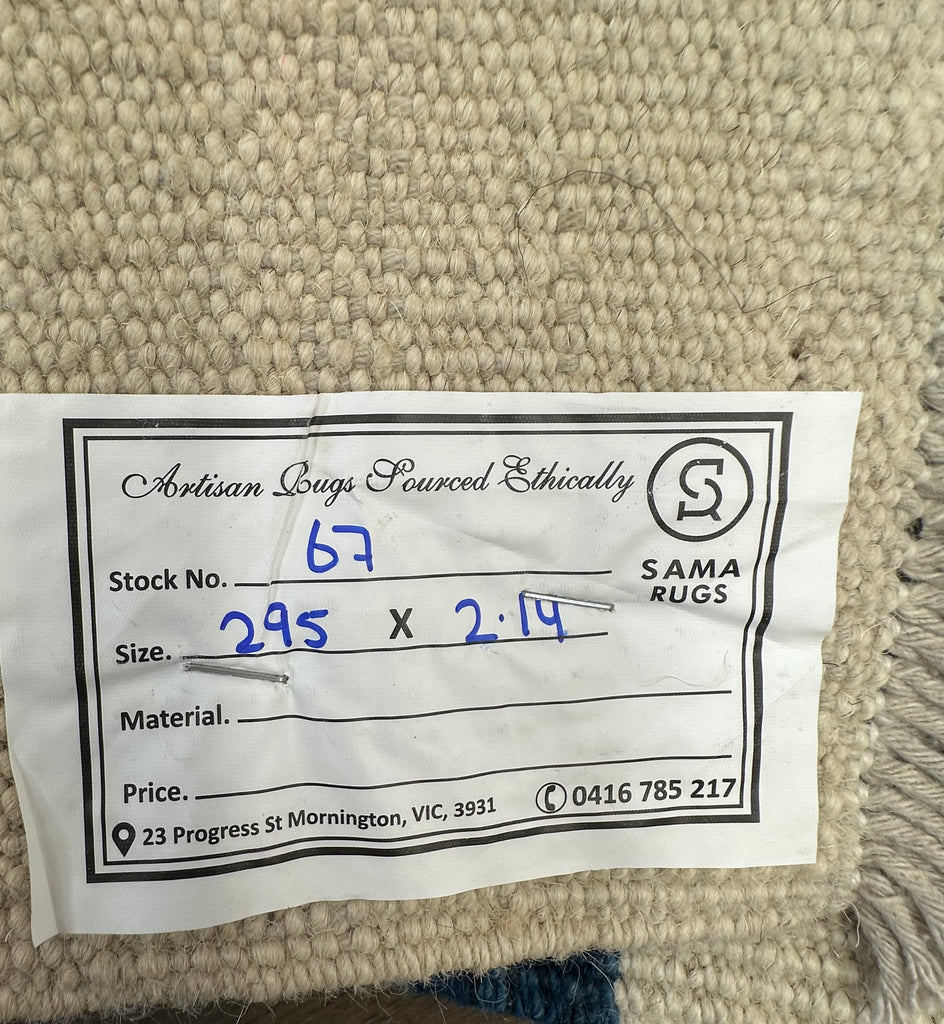 Artisan Rugs Sourced Ethically
SAMA
RUGS
Stock No. 67
Size. 295 X 2.14
Material.
Price.
23 Progress St Mornington, VIC, 3931
0416 785 217